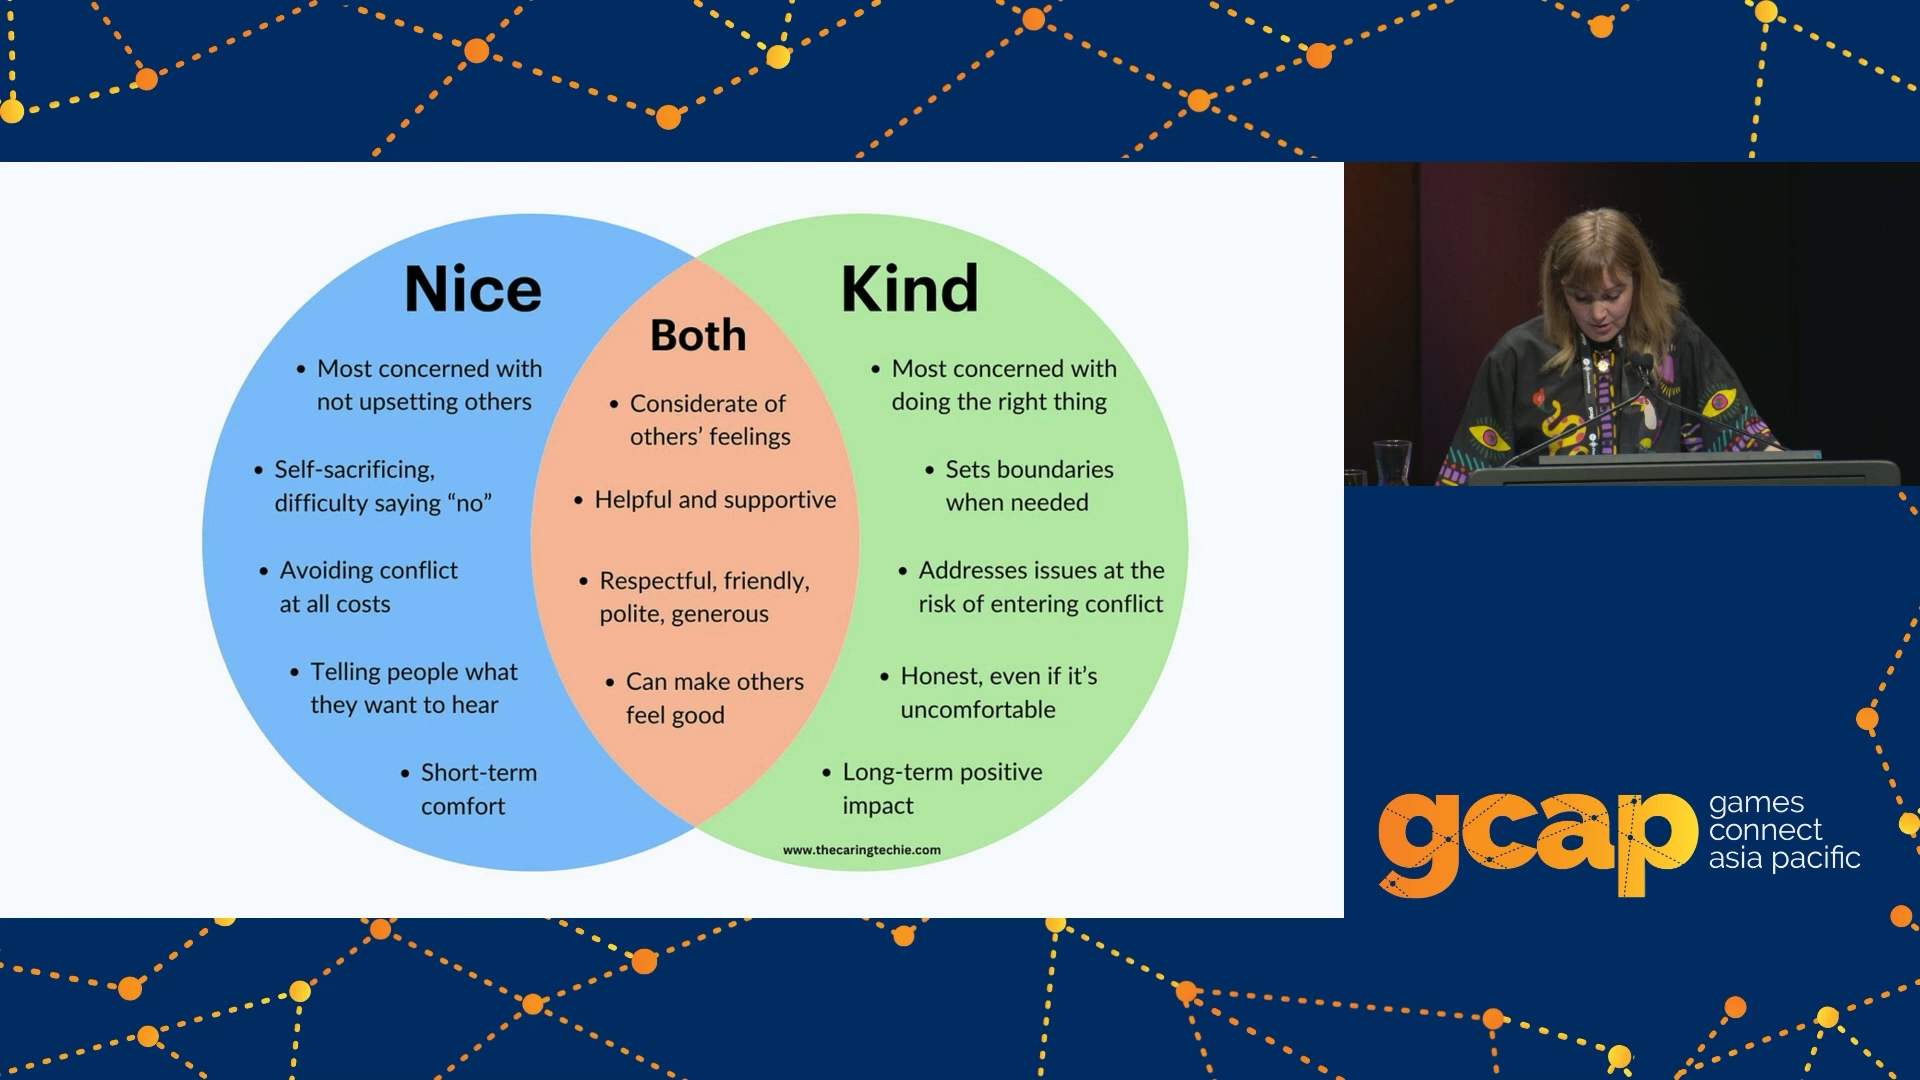 Nice
• Most concerned with
not upsetting others
• Self-sacrificing,
difficulty saying “no”
• Avoiding conflict
at all costs
• Telling people what
they want to hear
• Short-term
comfort
Both
• Considerate of
others’ feelings
• Helpful and supportive
• Respectful, friendly,
polite, generous
• Can make others
feel good
Kind
• Most concerned with
doing the right thing
• Sets boundaries
when needed
• Addresses issues at the
risk of entering conflict
• Honest, even if it’s
uncomfortable
• Long-term positive
impact
www.thecaringtechie.com
gcap
games
connect
asia pacific